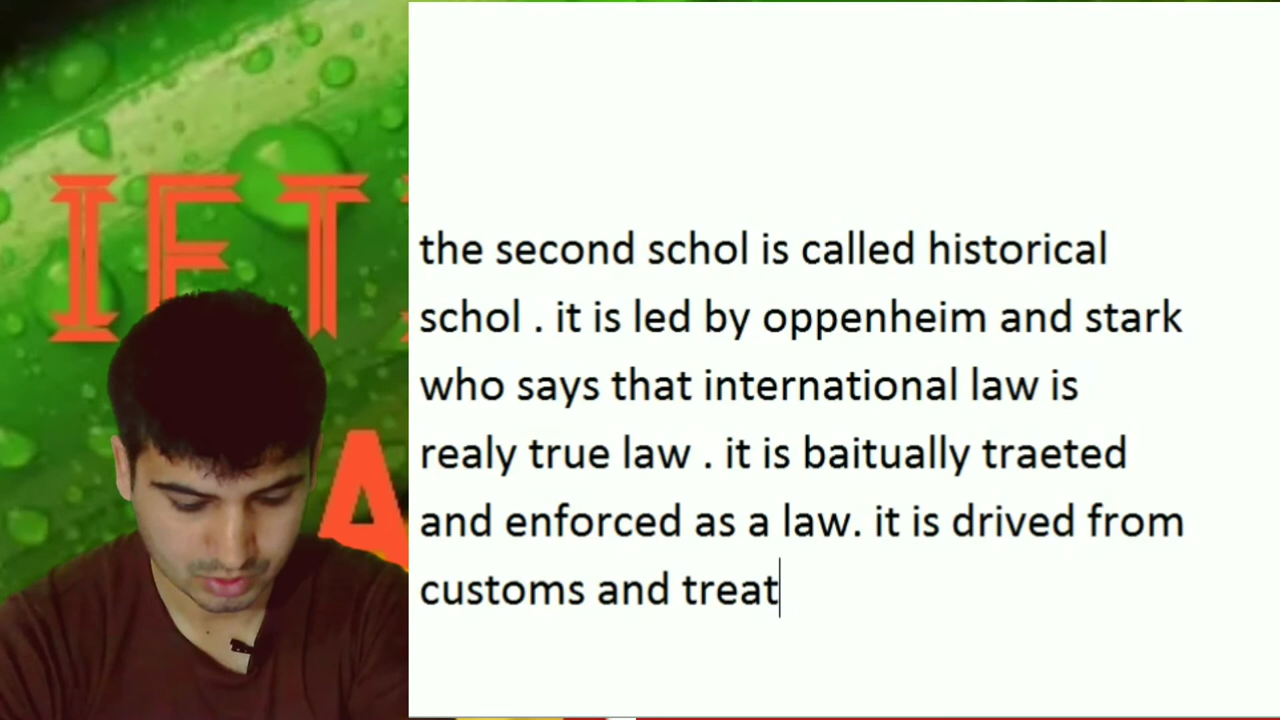 IET
A
the second schol is called historical
schol . it is led by oppenheim and stark
who says that international law is
realy true law . it is baitually traeted
and enforced as a law. it is drived from
customs and treat